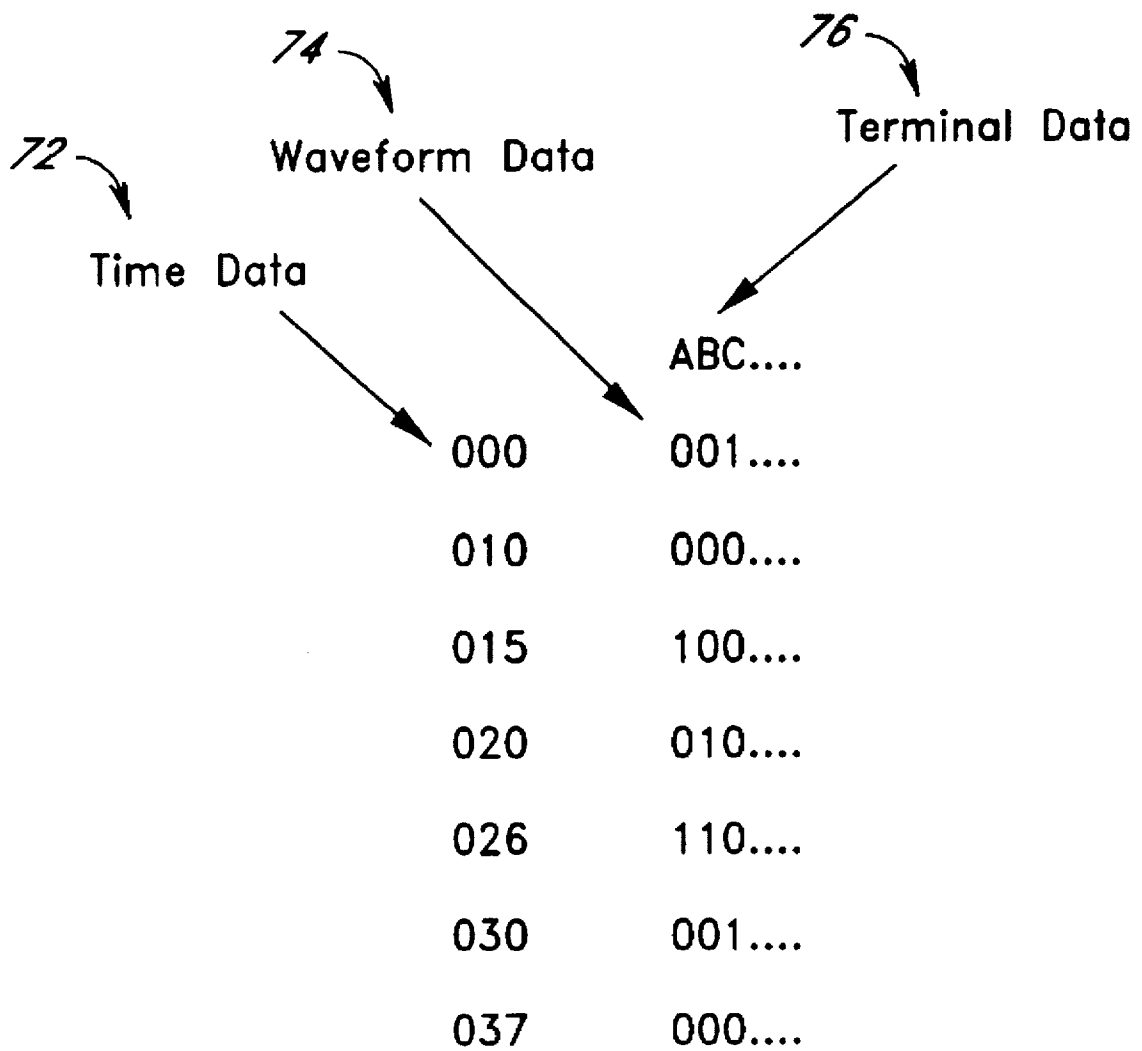 74
76
72
Terminal Data
Waveform Data
Time Data
ABC....
000 001....
010 000....
015 100....
020 010....
026 110....
030 001....
037 000....